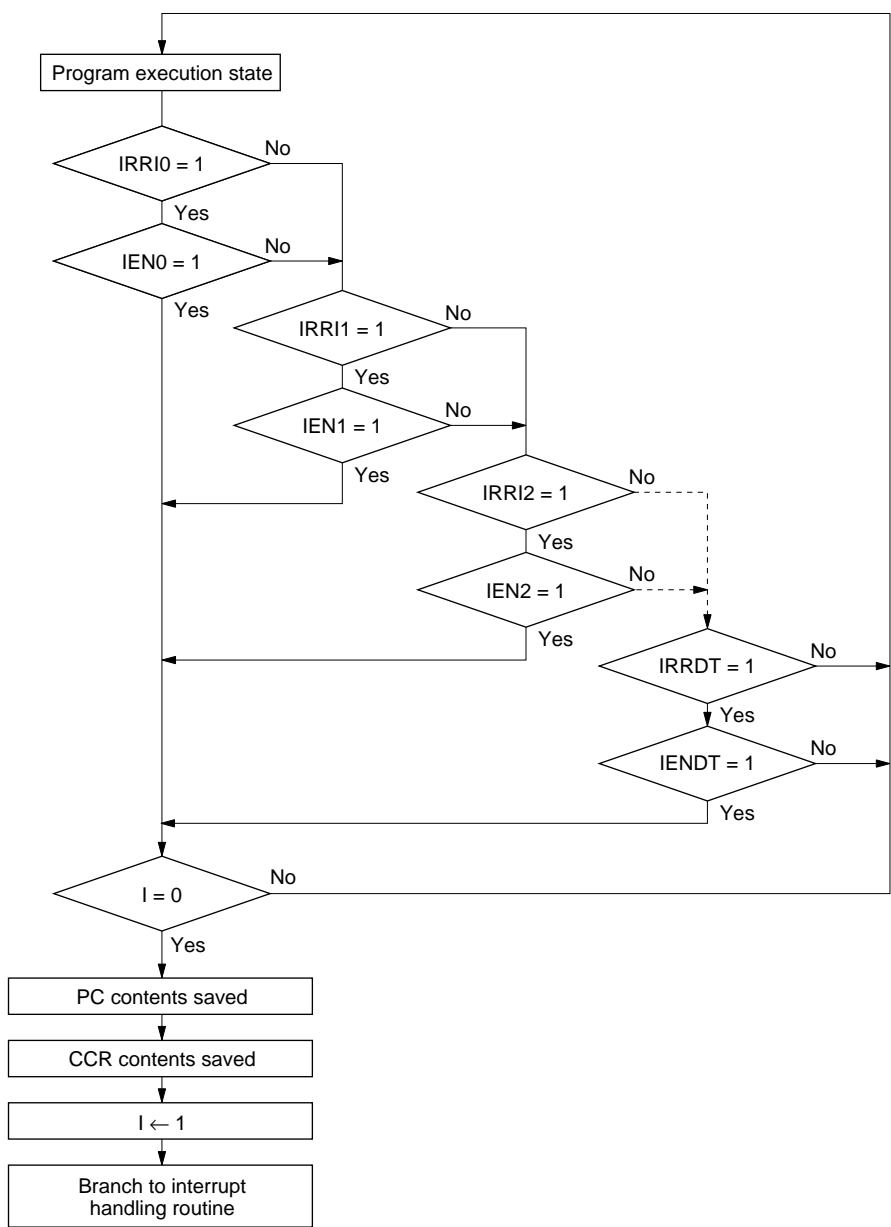 Program execution state
IRRI0 = 1
No
Yes
IEN0 = 1
No
Yes
IRRI1 = 1
No
Yes
IEN1 = 1
No
Yes
IRRI2 = 1
No
Yes
IEN2 = 1
No
Yes
IRRDT = 1
No
Yes
IENDT = 1
No
Yes
I = 0
No
Yes
PC contents saved
CCR contents saved
I ← 1
Branch to interrupt
handling routine